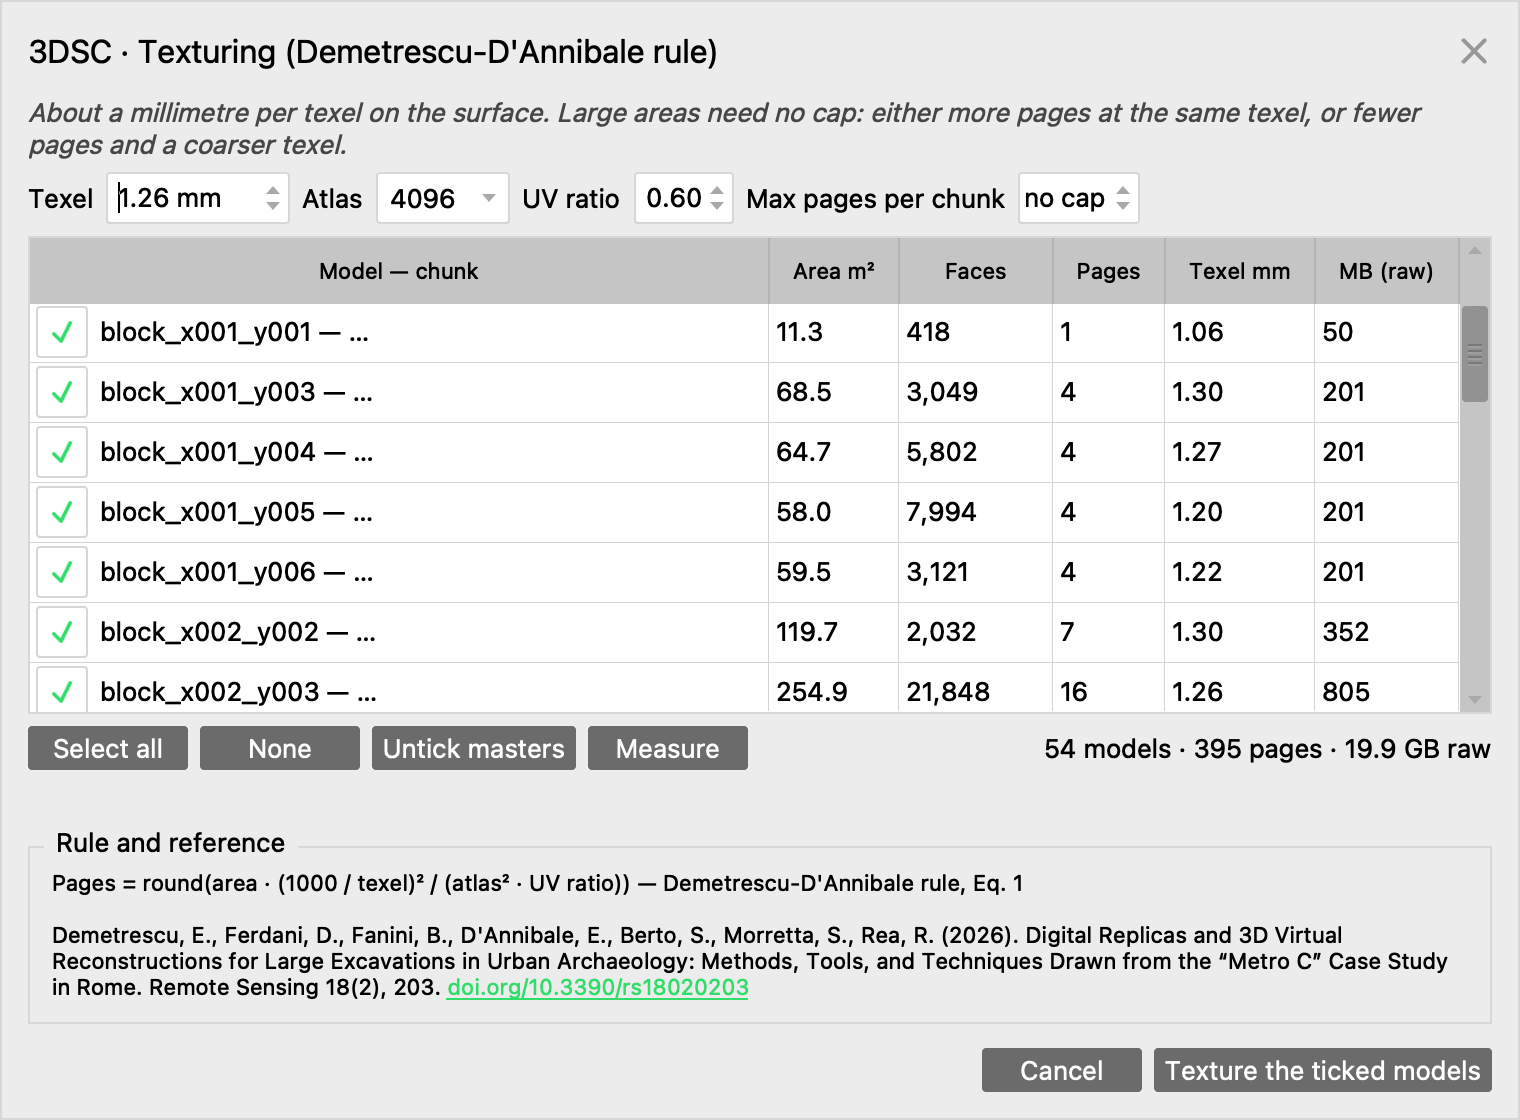 3DSC · Texturing (Demetrescu-D'Annibale rule)
About a millimetre per texel on the surface. Large areas need no cap: either more pages at the same texel, or fewer
pages and a coarser texel.
Texel 1.26 mm Atlas 4096 UV ratio 0.60 Max pages per chunk no cap
Model — chunk Area m² Faces Pages Texel mm MB (raw)
block_x001_y001 — ... 11.3 418 1 1.06 50
block_x001_y003 — ... 68.5 3,049 4 1.30 201
block_x001_y004 — ... 64.7 5,802 4 1.27 201
block_x001_y005 — ... 58.0 7,994 4 1.20 201
block_x001_y006 — ... 59.5 3,121 4 1.22 201
block_x002_y002 — ... 119.7 2,032 7 1.30 352
block_x002_y003 — ... 254.9 21,848 16 1.26 805
Select all None Untick masters Measure 54 models · 395 pages · 19.9 GB raw
Rule and reference
Pages = round(area · (1000 / texel)² / (atlas² · UV ratio)) — Demetrescu-D'Annibale rule, Eq. 1
Demetrescu, E., Ferdani, D., Fanini, B., D'Annibale, E., Berto, S., Morretta, S., Rea, R. (2026). Digital Replicas and 3D Virtual
Reconstructions for Large Excavations in Urban Archaeology: Methods, Tools, and Techniques Drawn from the “Metro C” Case Study
in Rome. Remote Sensing 18(2), 203. doi.org/10.3390/rs18020203
Cancel Texture the ticked models